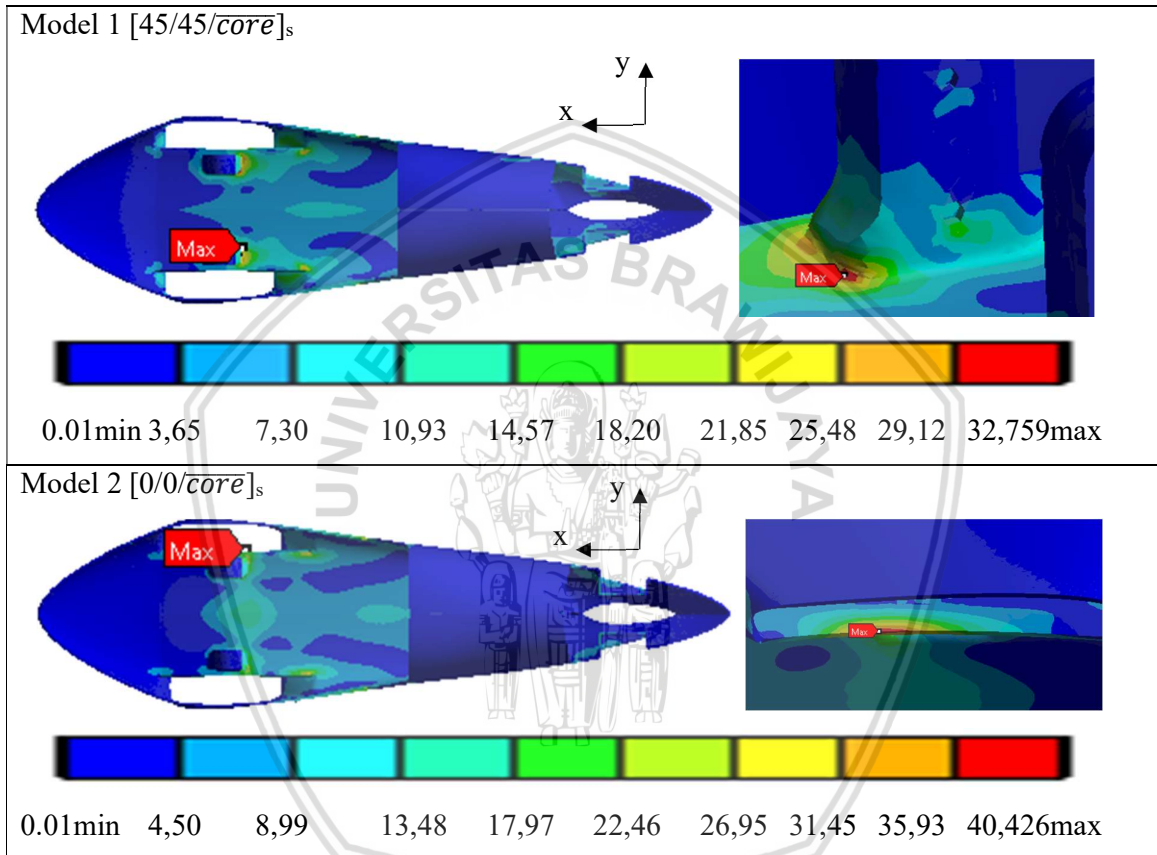 Model 1 [45/45/c̅o̅r̅e̅]s
y
x
Max
Max
0.01min 3,65 7,30 10,93 14,57 18,20 21,85 25,48 29,12 32,759max
Model 2 [0/0/c̅o̅r̅e̅]s
y
x
Max
Max
0.01min 4,50 8,99 13,48 17,97 22,46 26,95 31,45 35,93 40,426max
UNIVERSITAS BRAWIJAYA